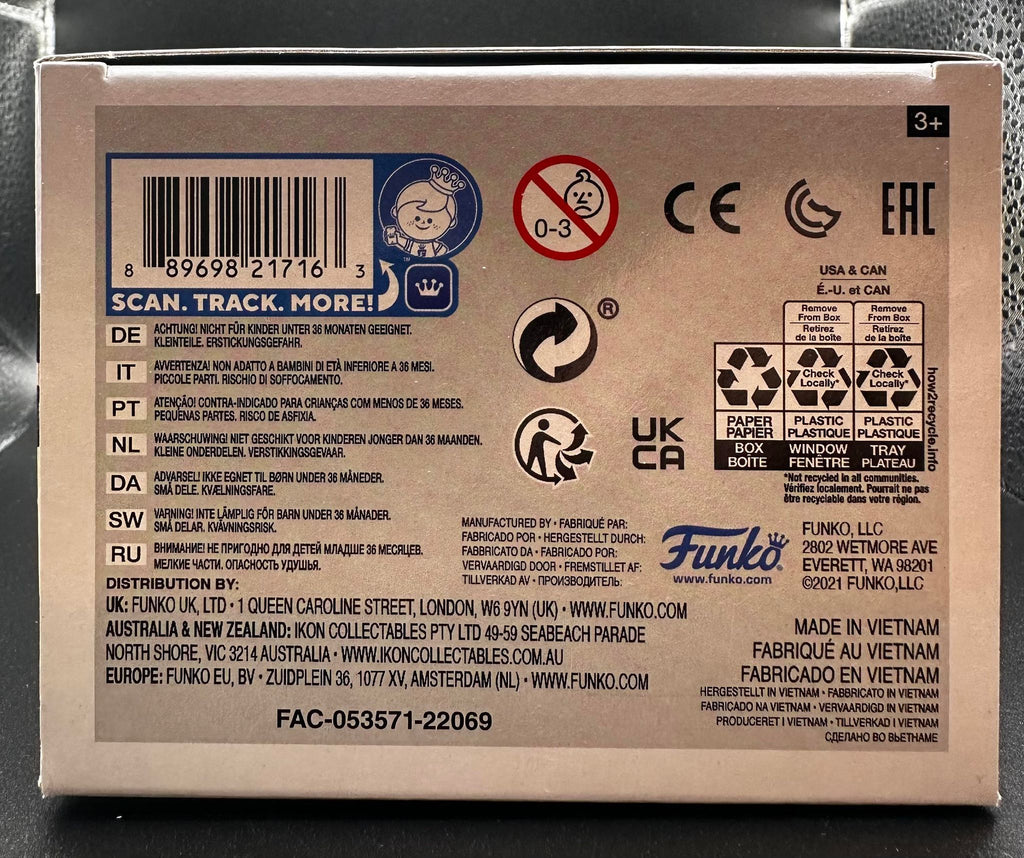 3+
8 89698 21716 3
SCAN. TRACK. MORE!
™
0-3
CE
EAC
®
UK
CA
USA & CAN
É.-U. et CAN
Remove From Box
Retirez de la boîte
Remove From Box
Retirez de la boîte
Check Locally*
Check Locally*
PAPER
PAPIER
PLASTIC
PLASTIQUE
PLASTIC
PLASTIQUE
BOX
BOÎTE
WINDOW
FENÊTRE
TRAY
PLATEAU
how2recycle.info
*Not recycled in all communities.
Vérifiez localement. Pourrait ne pas
être recyclable dans votre région.
DE ACHTUNG! NICHT FÜR KINDER UNTER 36 MONATEN GEEIGNET.
KLEINTEILE. ERSTICKUNGSGEFAHR.
IT AVVERTENZA! NON ADATTO A BAMBINI DI ETÀ INFERIORE A 36 MESI.
PICCOLE PARTI. RISCHIO DI SOFFOCAMENTO.
PT ATENÇÃO! CONTRA-INDICADO PARA CRIANÇAS COM MENOS DE 36 MESES.
PEQUENAS PARTES. RISCO DE ASFIXIA.
NL WAARSCHUWING! NIET GESCHIKT VOOR KINDEREN JONGER DAN 36 MAANDEN.
KLEINE ONDERDELEN. VERSTIKKINGSGEVAAR.
DA ADVARSEL! IKKE EGNET TIL BØRN UNDER 36 MÅNEDER.
SMÅ DELE. KVÆLNINGSFARE.
SW VARNING! INTE LÄMPLIG FÖR BARN UNDER 36 MÅNADER.
SMÅ DELAR. KVÄVNINGSRISK.
RU ВНИМАНИЕ! НЕ ПРИГОДНО ДЛЯ ДЕТЕЙ МЛАДШЕ 36 МЕСЯЦЕВ.
МЕЛКИЕ ЧАСТИ. ОПАСНОСТЬ УДУШЬЯ.
MANUFACTURED BY • FABRIQUÉ PAR:
FABRICADO POR • HERGESTELLT DURCH:
FABBRICATO DA • FABRICADO POR:
VERVAARDIGD DOOR • FREMSTILLET AF:
TILLVERKAD AV • ПРОИЗВОДИТЕЛЬ:
Funko
www.funko.com
FUNKO, LLC
2802 WETMORE AVE
EVERETT, WA 98201
©2021 FUNKO,LLC
DISTRIBUTION BY:
UK: FUNKO UK, LTD • 1 QUEEN CAROLINE STREET, LONDON, W6 9YN (UK) • WWW.FUNKO.COM
AUSTRALIA & NEW ZEALAND: IKON COLLECTABLES PTY LTD 49-59 SEABEACH PARADE
NORTH SHORE, VIC 3214 AUSTRALIA • WWW.IKONCOLLECTABLES.COM.AU
EUROPE: FUNKO EU, BV • ZUIDPLEIN 36, 1077 XV, AMSTERDAM (NL) • WWW.FUNKO.COM
FAC-053571-22069
MADE IN VIETNAM
FABRIQUÉ AU VIETNAM
FABRICADO EN VIETNAM
HERGESTELLT IN VIETNAM • FABBRICATO IN VIETNAM
FABRICADO NA VIETNAM • VERVAARDIGD IN VIETNAM
PRODUCERET I VIETNAM • TILLVERKAD I VIETNAM
СДЕЛАНО ВО ВЬЕТНАМЕ